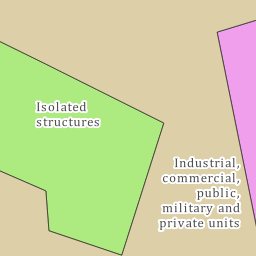 Isolated
structures
Industrial,
commercial,
public,
military and
private units